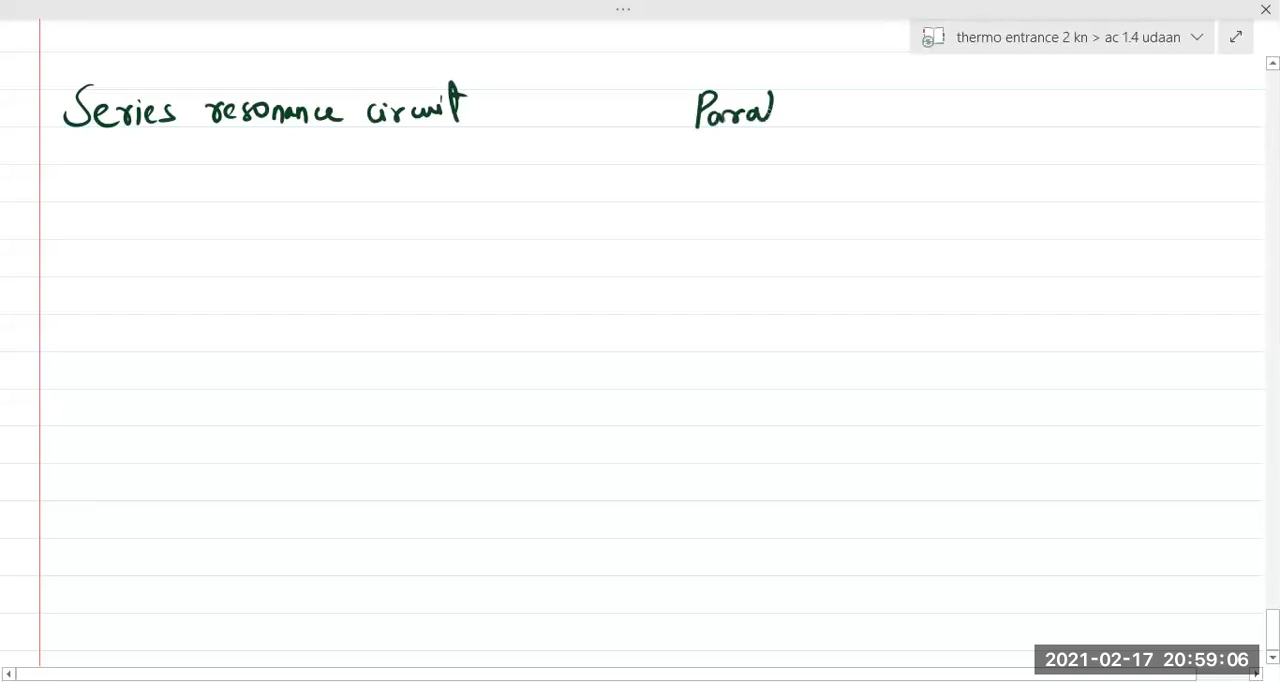 ...
thermo entrance 2 kn > ac 1.4 udaan
Series resonance circuit Paral
2021-02-17 20:59:06